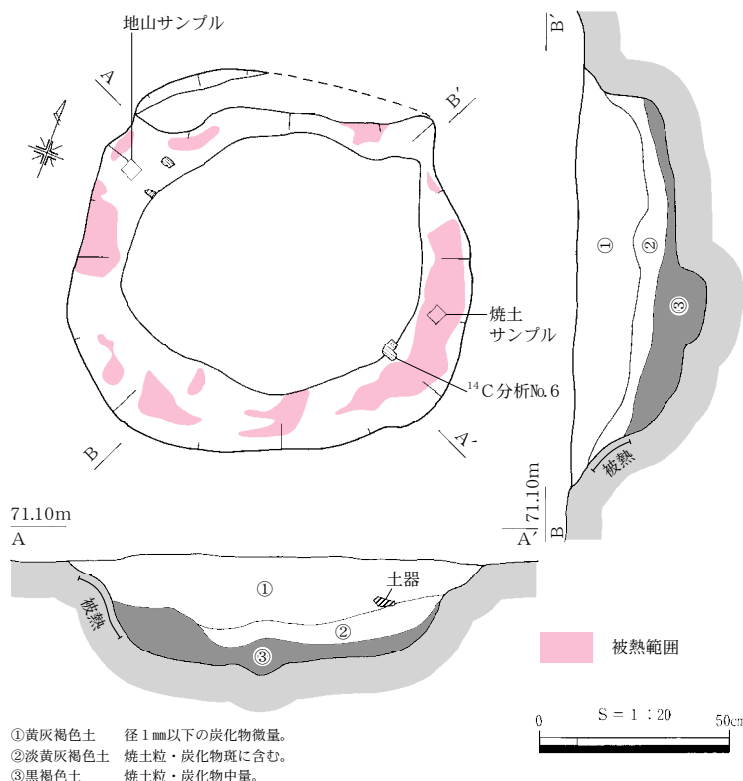 地山サンプル
A
B′
B′
①
②
③
焼土
サンプル
¹⁴C分析No.6
B
A′
被熱
71.10m
B
71.10m
A
A′
①
土器
被熱
②
③
被熱範囲
S = 1 : 20
0
50cm
①黄灰褐色土 径1mm以下の炭化物微量。
②淡黄灰褐色土 焼土粒・炭化物斑に含む。
③黒褐色土 焼土粒・炭化物中量。